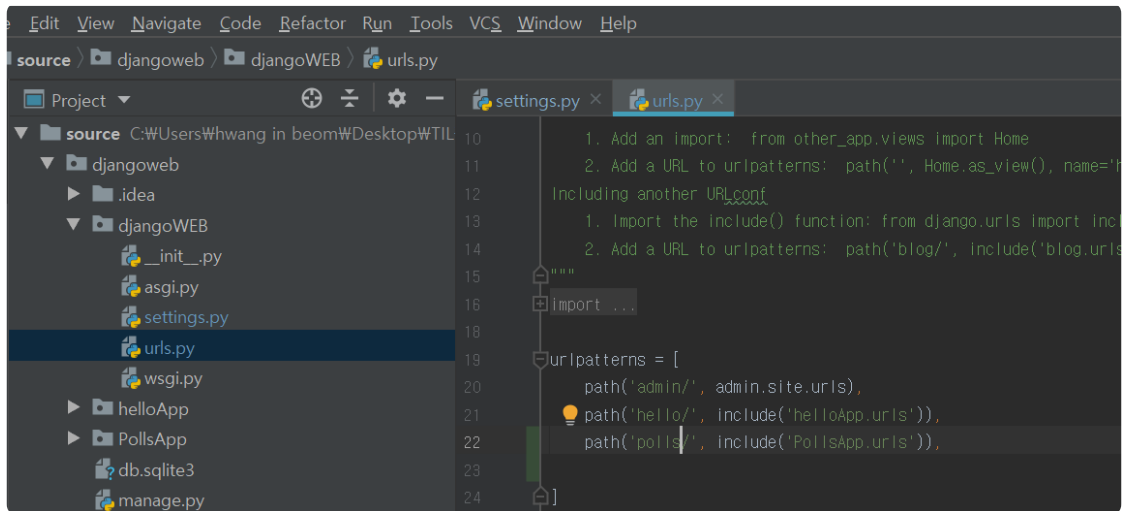 Edit View Navigate Code Refactor Run Tools VCS Window Help
source djangoweb djangoWEB urls.py
Project
settings.py urls.py
source C:₩Users₩hwang in beom₩Desktop₩TIL
djangoweb
.idea
djangoWEB
__init__.py
asgi.py
settings.py
urls.py
wsgi.py
helloApp
PollsApp
db.sqlite3
manage.py
10 1. Add an import: from other_app.views import Home
11 2. Add a URL to urlpatterns: path('', Home.as_view(), name='h
12 Including another URLconf
13 1. Import the include() function: from django.urls import incl
14 2. Add a URL to urlpatterns: path('blog/', include('blog.urls
15 """
16 import ...
18
19 urlpatterns = [
20 path('admin/', admin.site.urls),
21 path('hello/', include('helloApp.urls')),
22 path('polls/', include('PollsApp.urls')),
23
24 ]